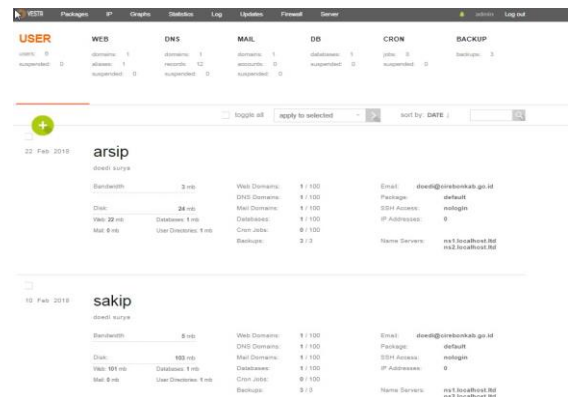 VESTA Packages IP Graphs Statistics Log Updates Firewall Server admin Log out
USER WEB DNS MAIL DB CRON BACKUP
users: 0 domains: 1 domains: 1 domains: 1 databases: 1 jobs: 0 backups: 3
suspended: 0 aliases: 1 records: 12 accounts: 0 suspended: 0 suspended: 0
suspended: 0 suspended: 0 suspended: 0
toggle all apply to selected sort by: DATE
22 Feb 2018 arsip
doedi surya
Bandwidth 3 mb Web Domains: 1 / 100 Email: doedi@cirebonkab.go.id
DNS Domains: 1 / 100 Package: default
Disk: 24 mb Mail Domains: 1 / 100 SSH Access: nologin
Web: 22 mb Databases: 1 mb Databases: 1 / 100 IP Addresses: 0
Mail: 0 mb User Directories: 1 mb Cron Jobs: 0 / 100
Backups: 3 / 3 Name Servers: ns1.localhost.ltd
ns2.localhost.ltd
10 Feb 2018 sakip
doedi surya
Bandwidth 5 mb Web Domains: 1 / 100 Email: doedi@cirebonkab.go.id
DNS Domains: 1 / 100 Package: default
Disk: 103 mb Mail Domains: 1 / 100 SSH Access: nologin
Web: 101 mb Databases: 1 mb Databases: 1 / 100 IP Addresses: 0
Mail: 0 mb User Directories: 1 mb Cron Jobs: 0 / 100
Backups: 3 / 3 Name Servers: ns1.localhost.ltd
ns2.localhost.ltd